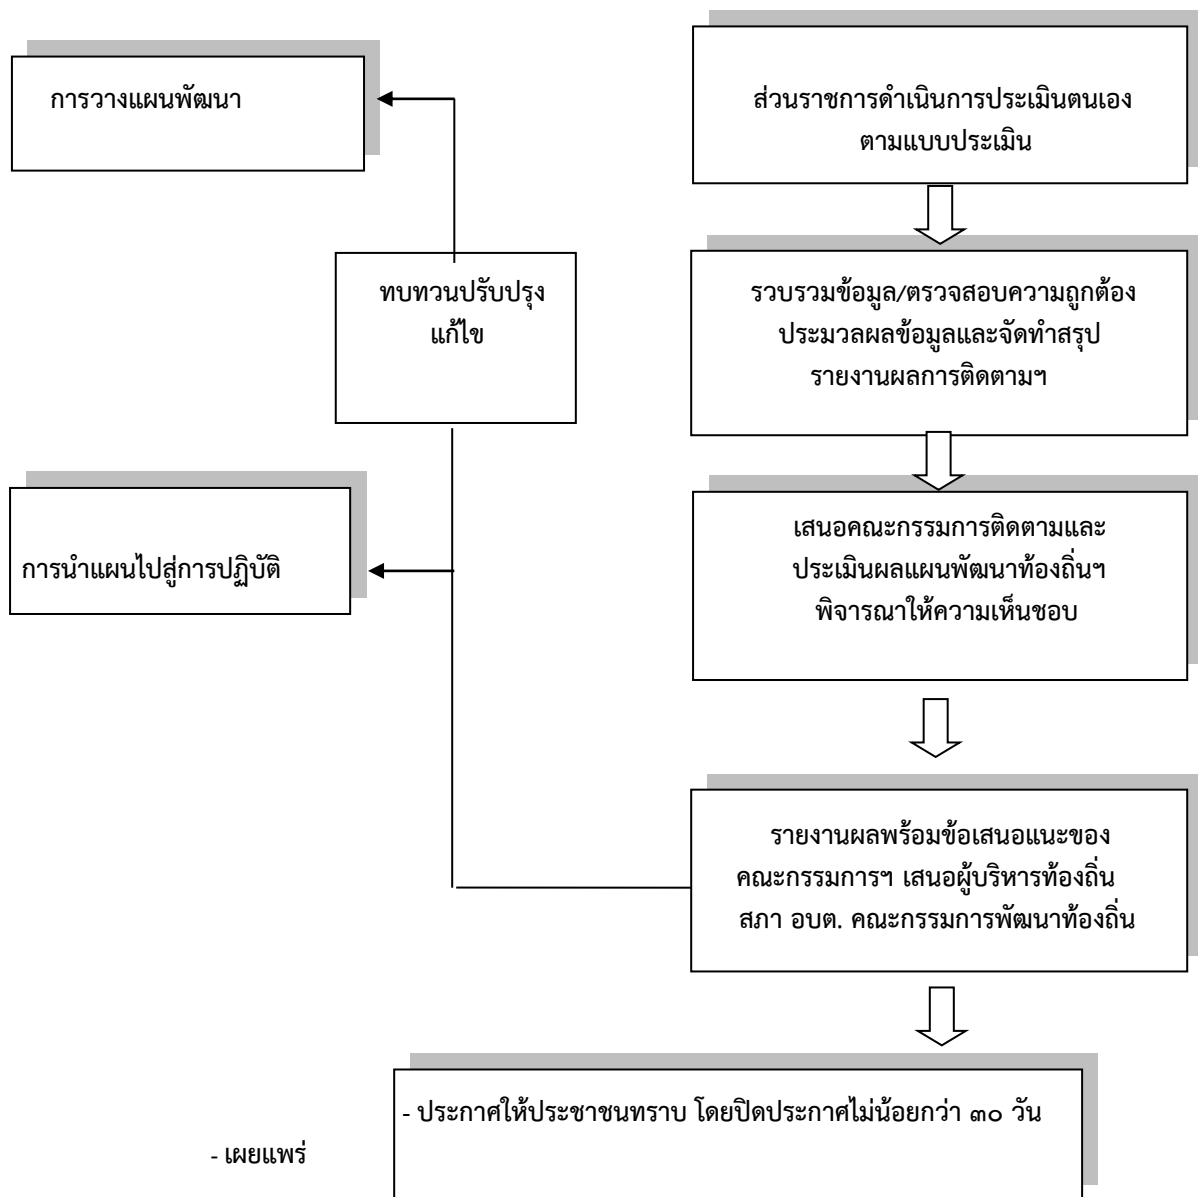 การวางแผนพัฒนา
ส่วนราชการดำเนินการประเมินตนเอง
ตามแบบประเมิน
ทบทวนปรับปรุง
แก้ไข
รวบรวมข้อมูล/ตรวจสอบความถูกต้อง
ประมวลผลข้อมูลและจัดทำสรุป
รายงานผลการติดตามฯ
การนำแผนไปสู่การปฏิบัติ
เสนอคณะกรรมการติดตามและ
ประเมินผลแผนพัฒนาท้องถิ่นฯ
พิจารณาให้ความเห็นชอบ
รายงานผลพร้อมข้อเสนอแนะของ
คณะกรรมการฯ เสนอผู้บริหารท้องถิ่น
สภา อบต. คณะกรรมการพัฒนาท้องถิ่น
- ประกาศให้ประชาชนทราบ โดยปิดประกาศไม่น้อยกว่า ๓๐ วัน
- เผยแพร่